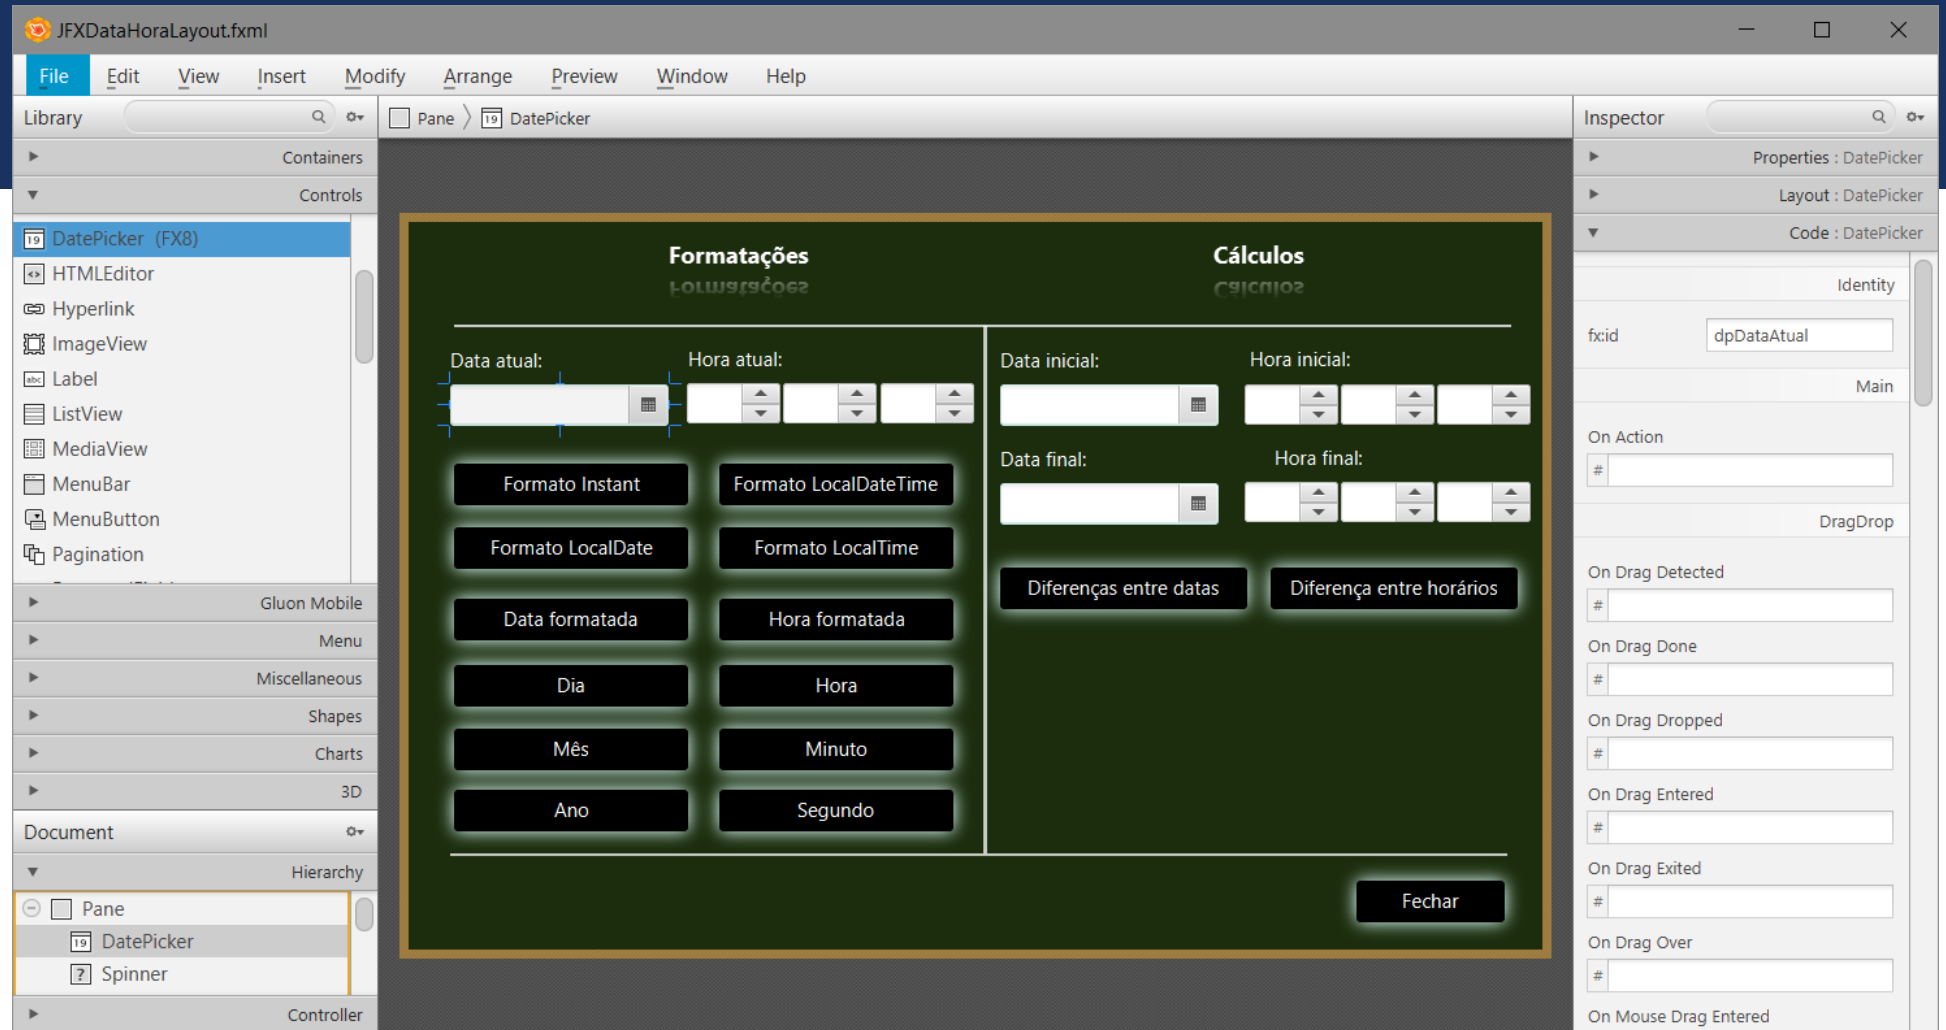 JFXDataHoraLayout.fxml
File Edit View Insert Modify Arrange Preview Window Help
Library
Containers
Controls
19 DatePicker (FX8)
HTMLEditor
Hyperlink
ImageView
abc Label
ListView
MediaView
MenuBar
MenuButton
Pagination
Gluon Mobile
Menu
Miscellaneous
Shapes
Charts
3D
Document
Hierarchy
Pane
19 DatePicker
? Spinner
Controller
Pane 19 DatePicker
Formatações
Cálculos
Data atual: Hora atual:
Formato Instant Formato LocalDateTime
Formato LocalDate Formato LocalTime
Data formatada Hora formatada
Dia Hora
Mês Minuto
Ano Segundo
Data inicial: Hora inicial:
Data final: Hora final:
Diferenças entre datas Diferença entre horários
Fechar
Inspector
Properties : DatePicker
Layout : DatePicker
Code : DatePicker
Identity
fx:id dpDataAtual
Main
On Action
#
DragDrop
On Drag Detected
#
On Drag Done
#
On Drag Dropped
#
On Drag Entered
#
On Drag Exited
#
On Drag Over
#
On Mouse Drag Entered